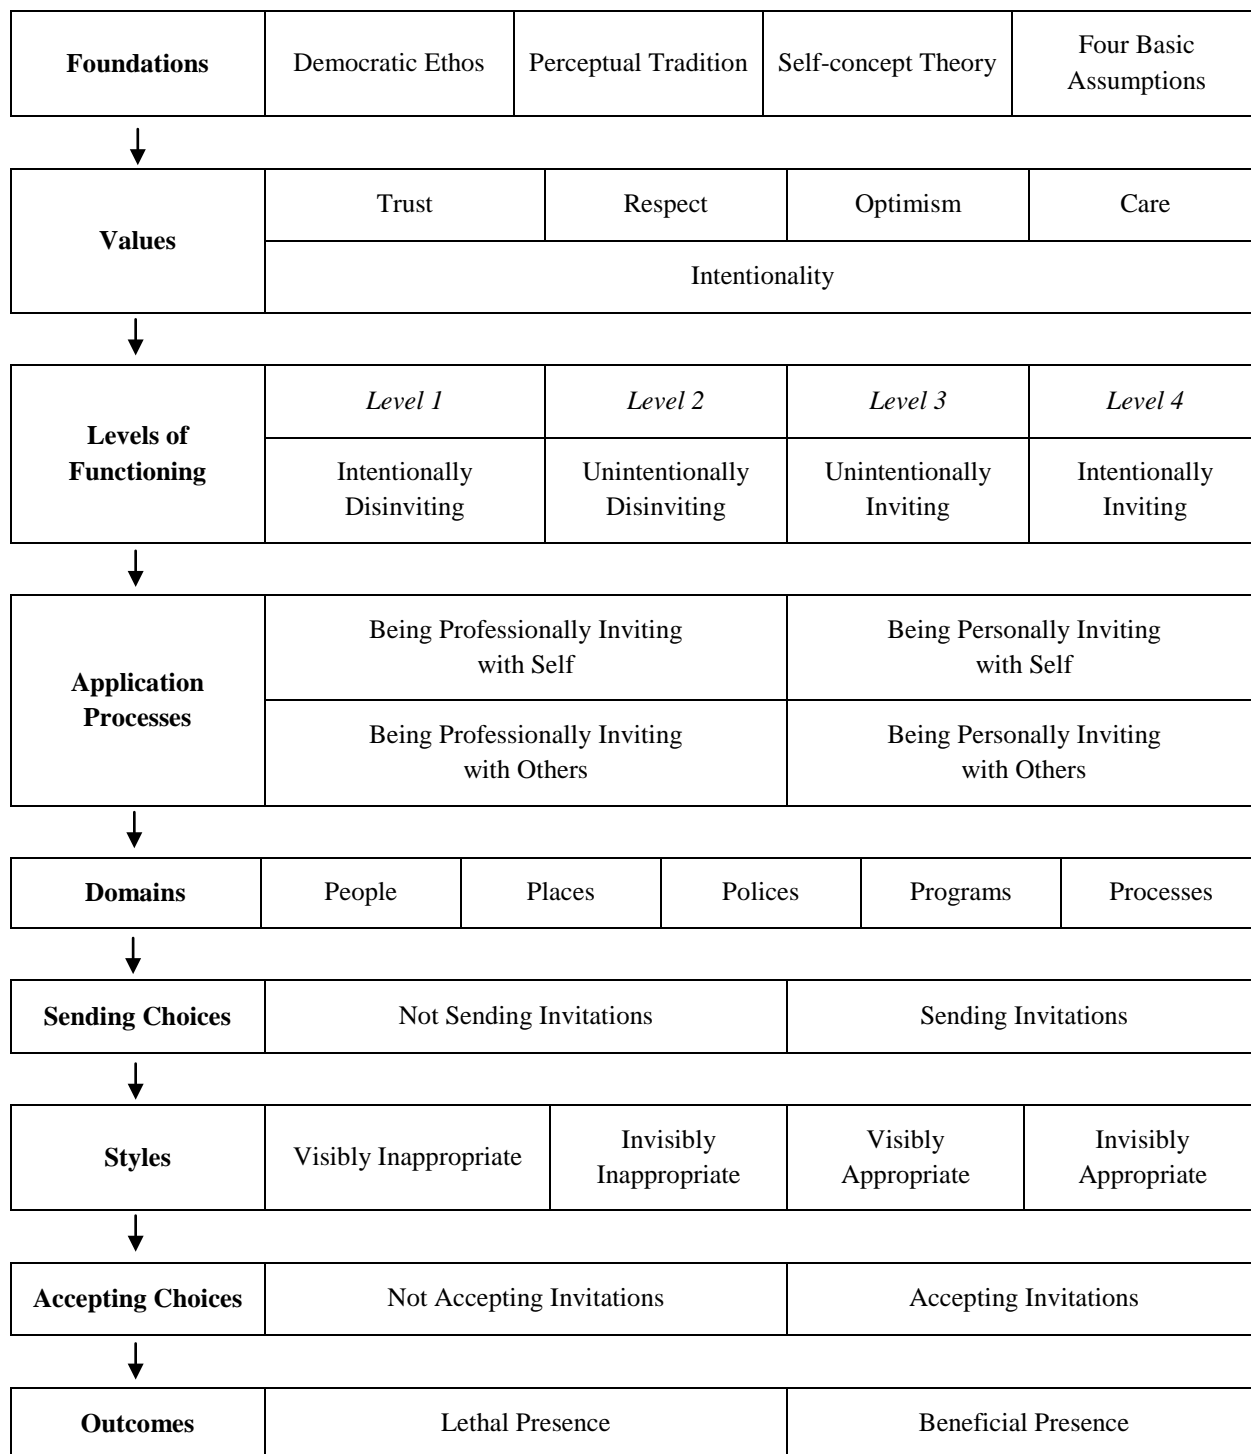 Foundations
Democratic Ethos
Perceptual Tradition
Self-concept Theory
Four Basic
Assumptions
Values
Trust
Respect
Optimism
Care
Intentionality
Levels of
Functioning
Level 1
Level 2
Level 3
Level 4
Intentionally
Disinviting
Unintentionally
Disinviting
Unintentionally
Inviting
Intentionally
Inviting
Application
Processes
Being Professionally Inviting
with Self
Being Personally Inviting
with Self
Being Professionally Inviting
with Others
Being Personally Inviting
with Others
Domains
People
Places
Polices
Programs
Processes
Sending Choices
Not Sending Invitations
Sending Invitations
Styles
Visibly Inappropriate
Invisibly
Inappropriate
Visibly
Appropriate
Invisibly
Appropriate
Accepting Choices
Not Accepting Invitations
Accepting Invitations
Outcomes
Lethal Presence
Beneficial Presence